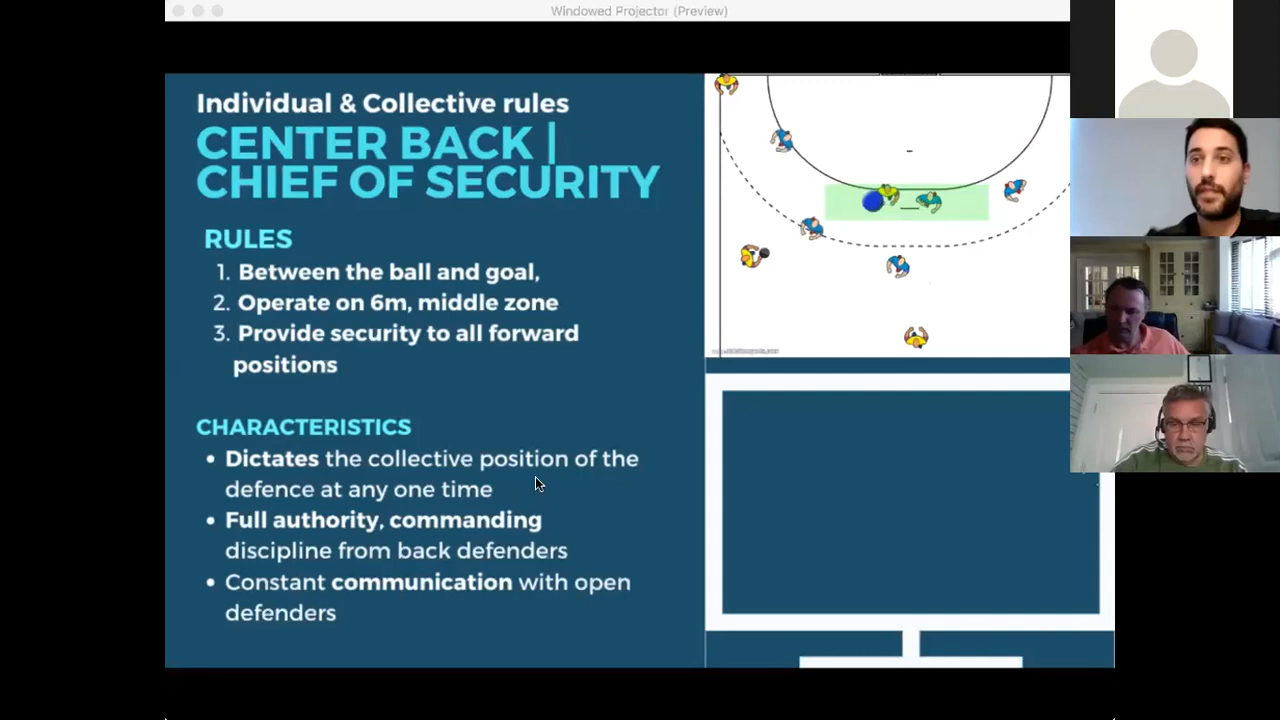 Windowed Projector (Preview)
Individual & Collective rules
CENTER BACK |
CHIEF OF SECURITY
RULES
1. Between the ball and goal,
2. Operate on 6m, middle zone
3. Provide security to all forward
positions
CHARACTERISTICS
• Dictates the collective position of the
defence at any one time
• Full authority, commanding
discipline from back defenders
• Constant communication with open
defenders